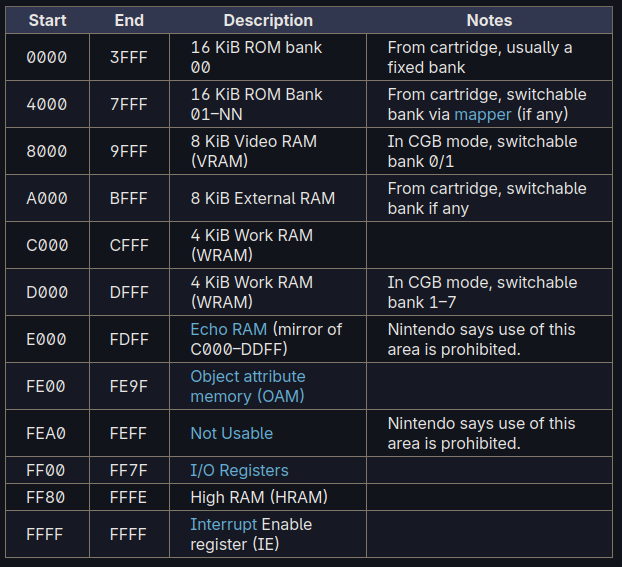 Start End Description Notes
0000 3FFF 16 KiB ROM bank 00 From cartridge, usually a fixed bank
4000 7FFF 16 KiB ROM Bank 01–NN From cartridge, switchable bank via mapper (if any)
8000 9FFF 8 KiB Video RAM (VRAM) In CGB mode, switchable bank 0/1
A000 BFFF 8 KiB External RAM From cartridge, switchable bank if any
C000 CFFF 4 KiB Work RAM (WRAM)
D000 DFFF 4 KiB Work RAM (WRAM) In CGB mode, switchable bank 1–7
E000 FDFF Echo RAM (mirror of C000–DDFF) Nintendo says use of this area is prohibited.
FE00 FE9F Object attribute memory (OAM)
FEA0 FEFF Not Usable Nintendo says use of this area is prohibited.
FF00 FF7F I/O Registers
FF80 FFFE High RAM (HRAM)
FFFF FFFF Interrupt Enable register (IE)